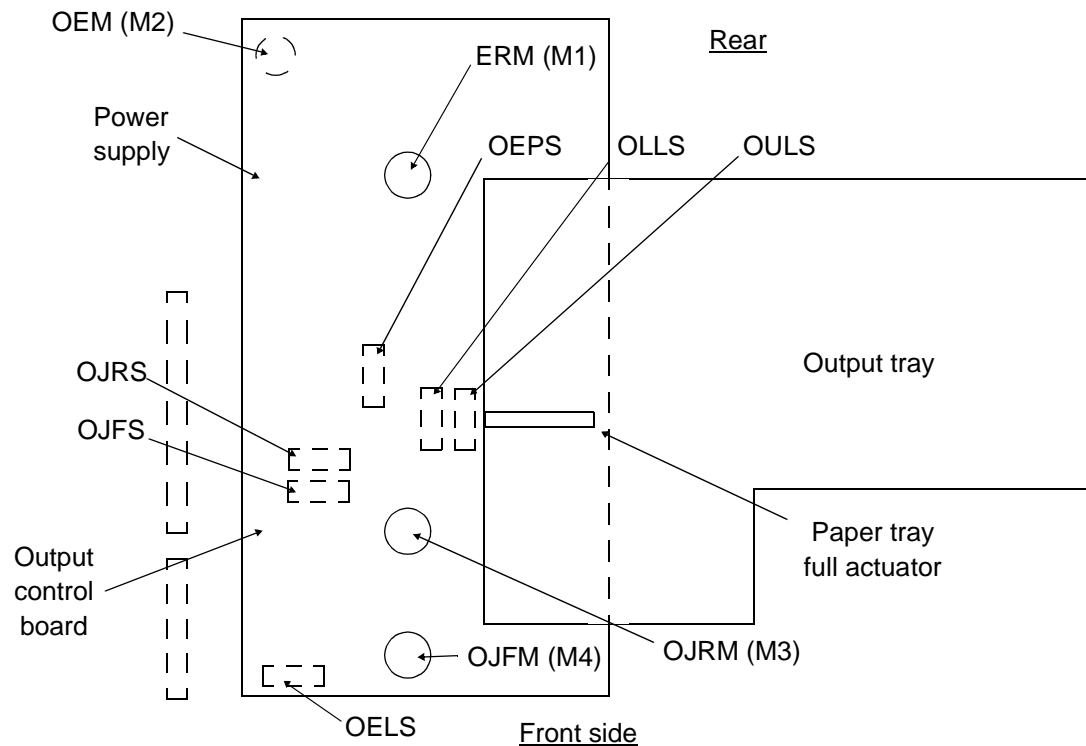 OEM (M2)
Rear
ERM (M1)
Power
supply
OEPS
OLLS
OULS
OJRS
Output tray
OJFS
Output
control
board
Paper tray
full actuator
OJFM (M4)
OJRM (M3)
OELS
Front side